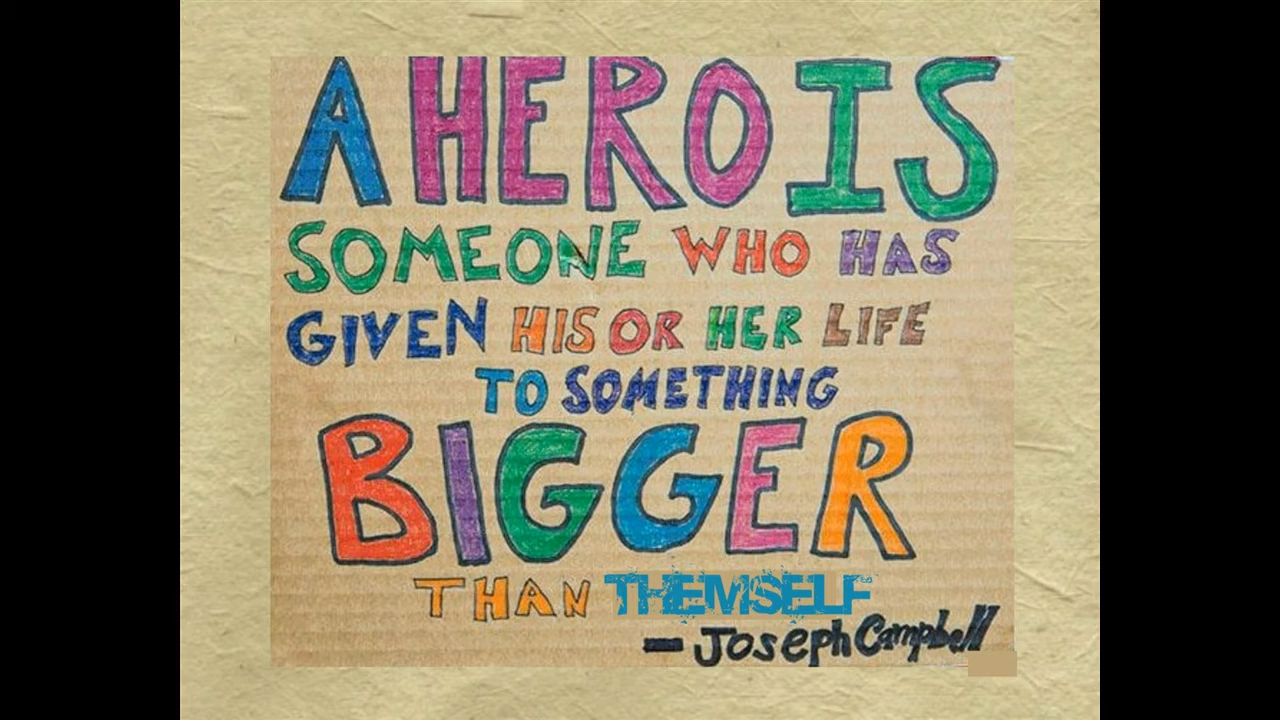 A HERO IS
SOMEONE WHO HAS
GIVEN HIS OR HER LIFE
TO SOMETHING
BIGGER
THAN THEMSELF
- Joseph Campbell